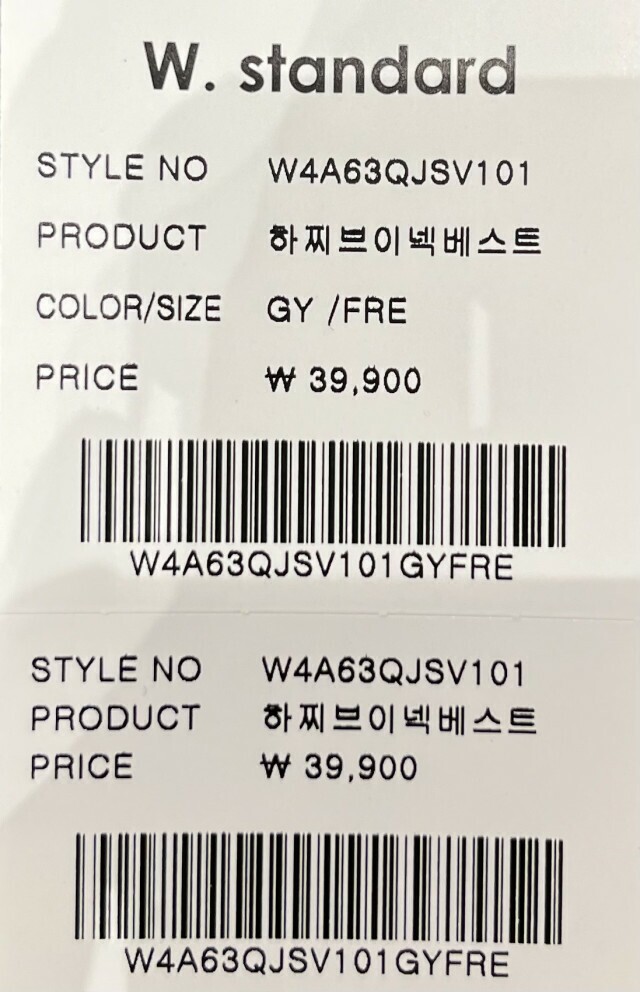 W. standard
STYLE NO W4A63QJSV101
PRODUCT 하찌브이넥베스트
COLOR/SIZE GY /FRE
PRICE ₩ 39,900
W4A63QJSV101GYFRE
STYLE NO W4A63QJSV101
PRODUCT 하찌브이넥베스트
PRICE ₩ 39,900
W4A63QJSV101GYFRE